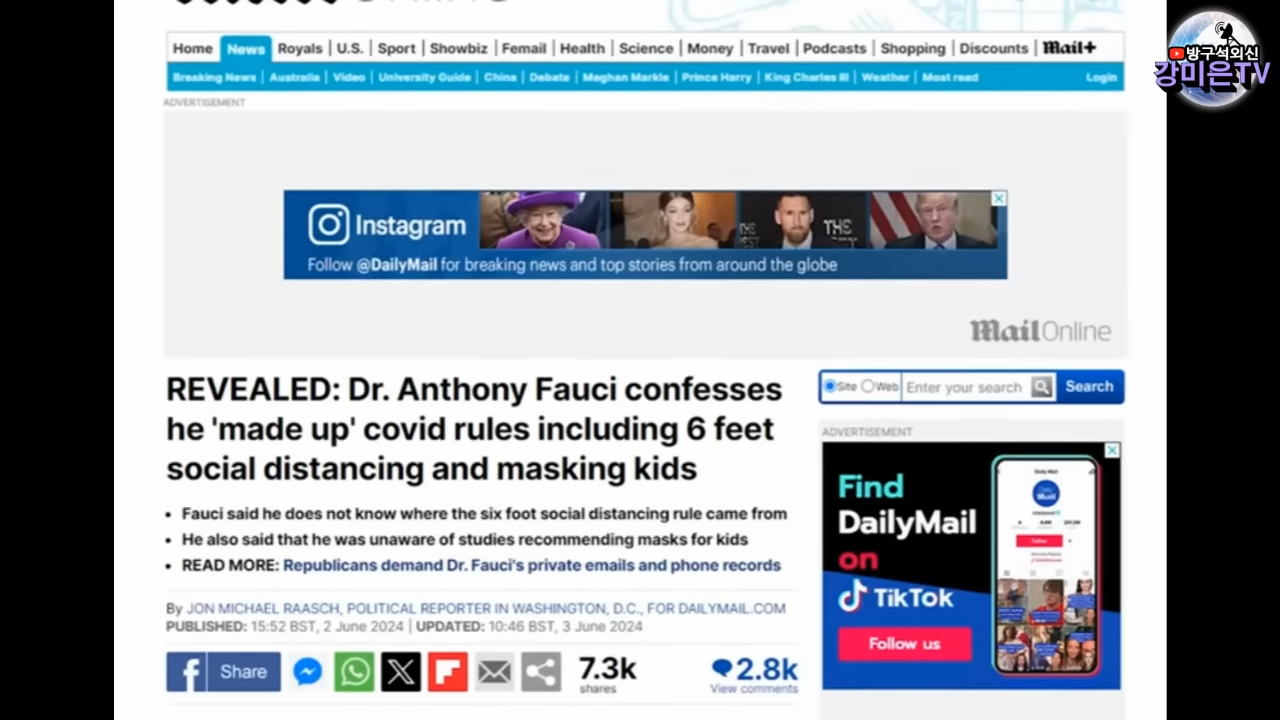 방구석외신
강미은TV
Home News Royals U.S. Sport Showbiz Femail Health Science Money Travel Podcasts Shopping Discounts Mail+
Breaking News Australia Video University Guide China Debate Meghan Markle Prince Harry King Charles III Weather Most read Login
ADVERTISEMENT
Instagram
Follow @DailyMail for breaking news and top stories from around the globe
MailOnline
REVEALED: Dr. Anthony Fauci confesses
he 'made up' covid rules including 6 feet
social distancing and masking kids
• Fauci said he does not know where the six foot social distancing rule came from
• He also said that he was unaware of studies recommending masks for kids
• READ MORE: Republicans demand Dr. Fauci's private emails and phone records
By JON MICHAEL RAASCH, POLITICAL REPORTER IN WASHINGTON, D.C., FOR DAILYMAIL.COM
PUBLISHED: 15:52 BST, 2 June 2024 | UPDATED: 10:46 BST, 3 June 2024
Share
7.3k
shares
2.8k
View comments
Site Web Enter your search Search
ADVERTISEMENT
Find
DailyMail
on
TikTok
Follow us
Daily Mail
Follow